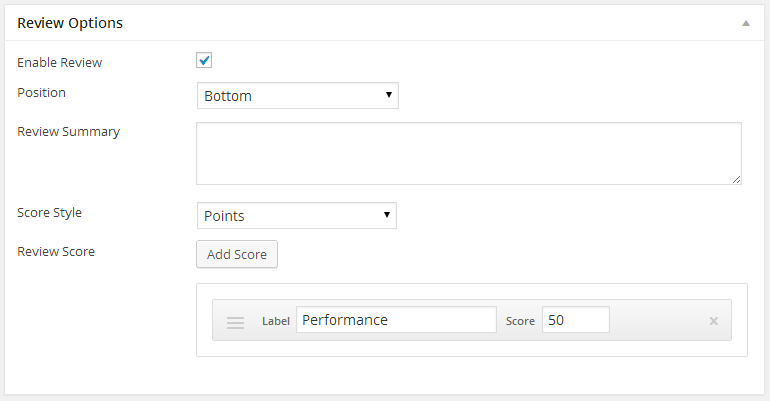 Review Options
Enable Review
Position
Bottom
Review Summary
Score Style
Points
Review Score
Add Score
Label Performance Score 50